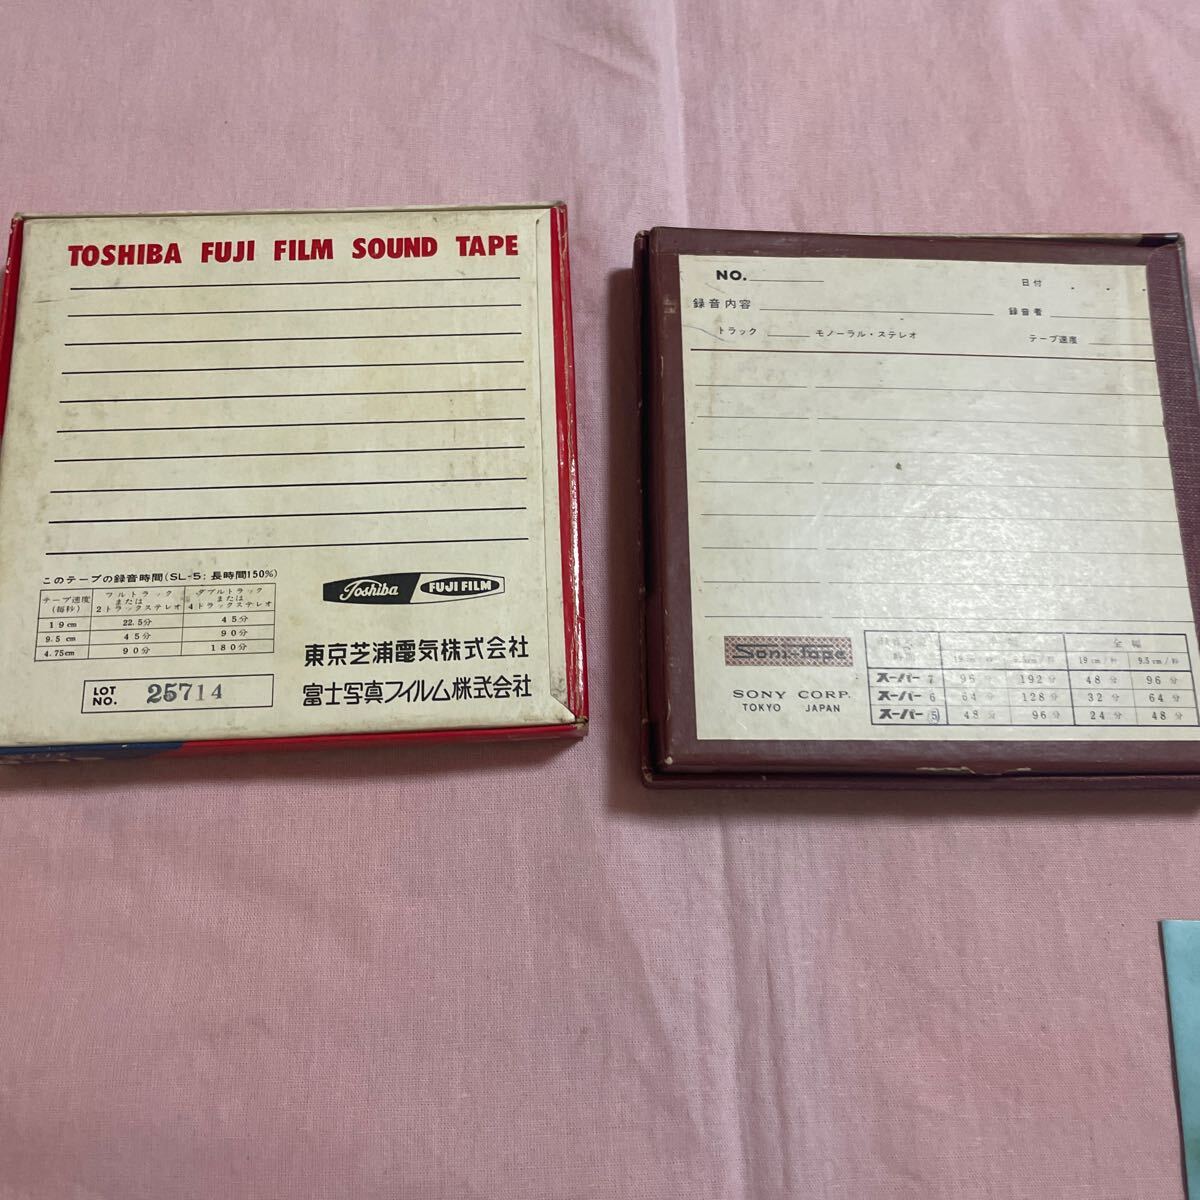 TOSHIBA FUJI FILM SOUND TAPE
このテープの録音時間(SL-5; 長時間150%)
テープ速度(毎秒) フルトラックまたは2トラックステレオ ダブルトラックまたは4トラックステレオ
19cm 22.5分 45分
9.5cm 45分 90分
4.75cm 90分 180分
LOT NO. 25714
Toshiba FUJI FILM
東京芝浦電気株式会社
富士写真フイルム株式会社
NO. 日付
録音内容 録音者
トラック モノーラル・ステレオ テープ速度
Soni-Tape
SONY CORP.
TOKYO JAPAN
全幅
19cm/秒 9.5cm/秒 19cm/秒 9.5cm/秒
スーパー 7 96分 192分 48分 96分
スーパー 6 64分 128分 32分 64分
スーパー 5 48分 96分 24分 48分